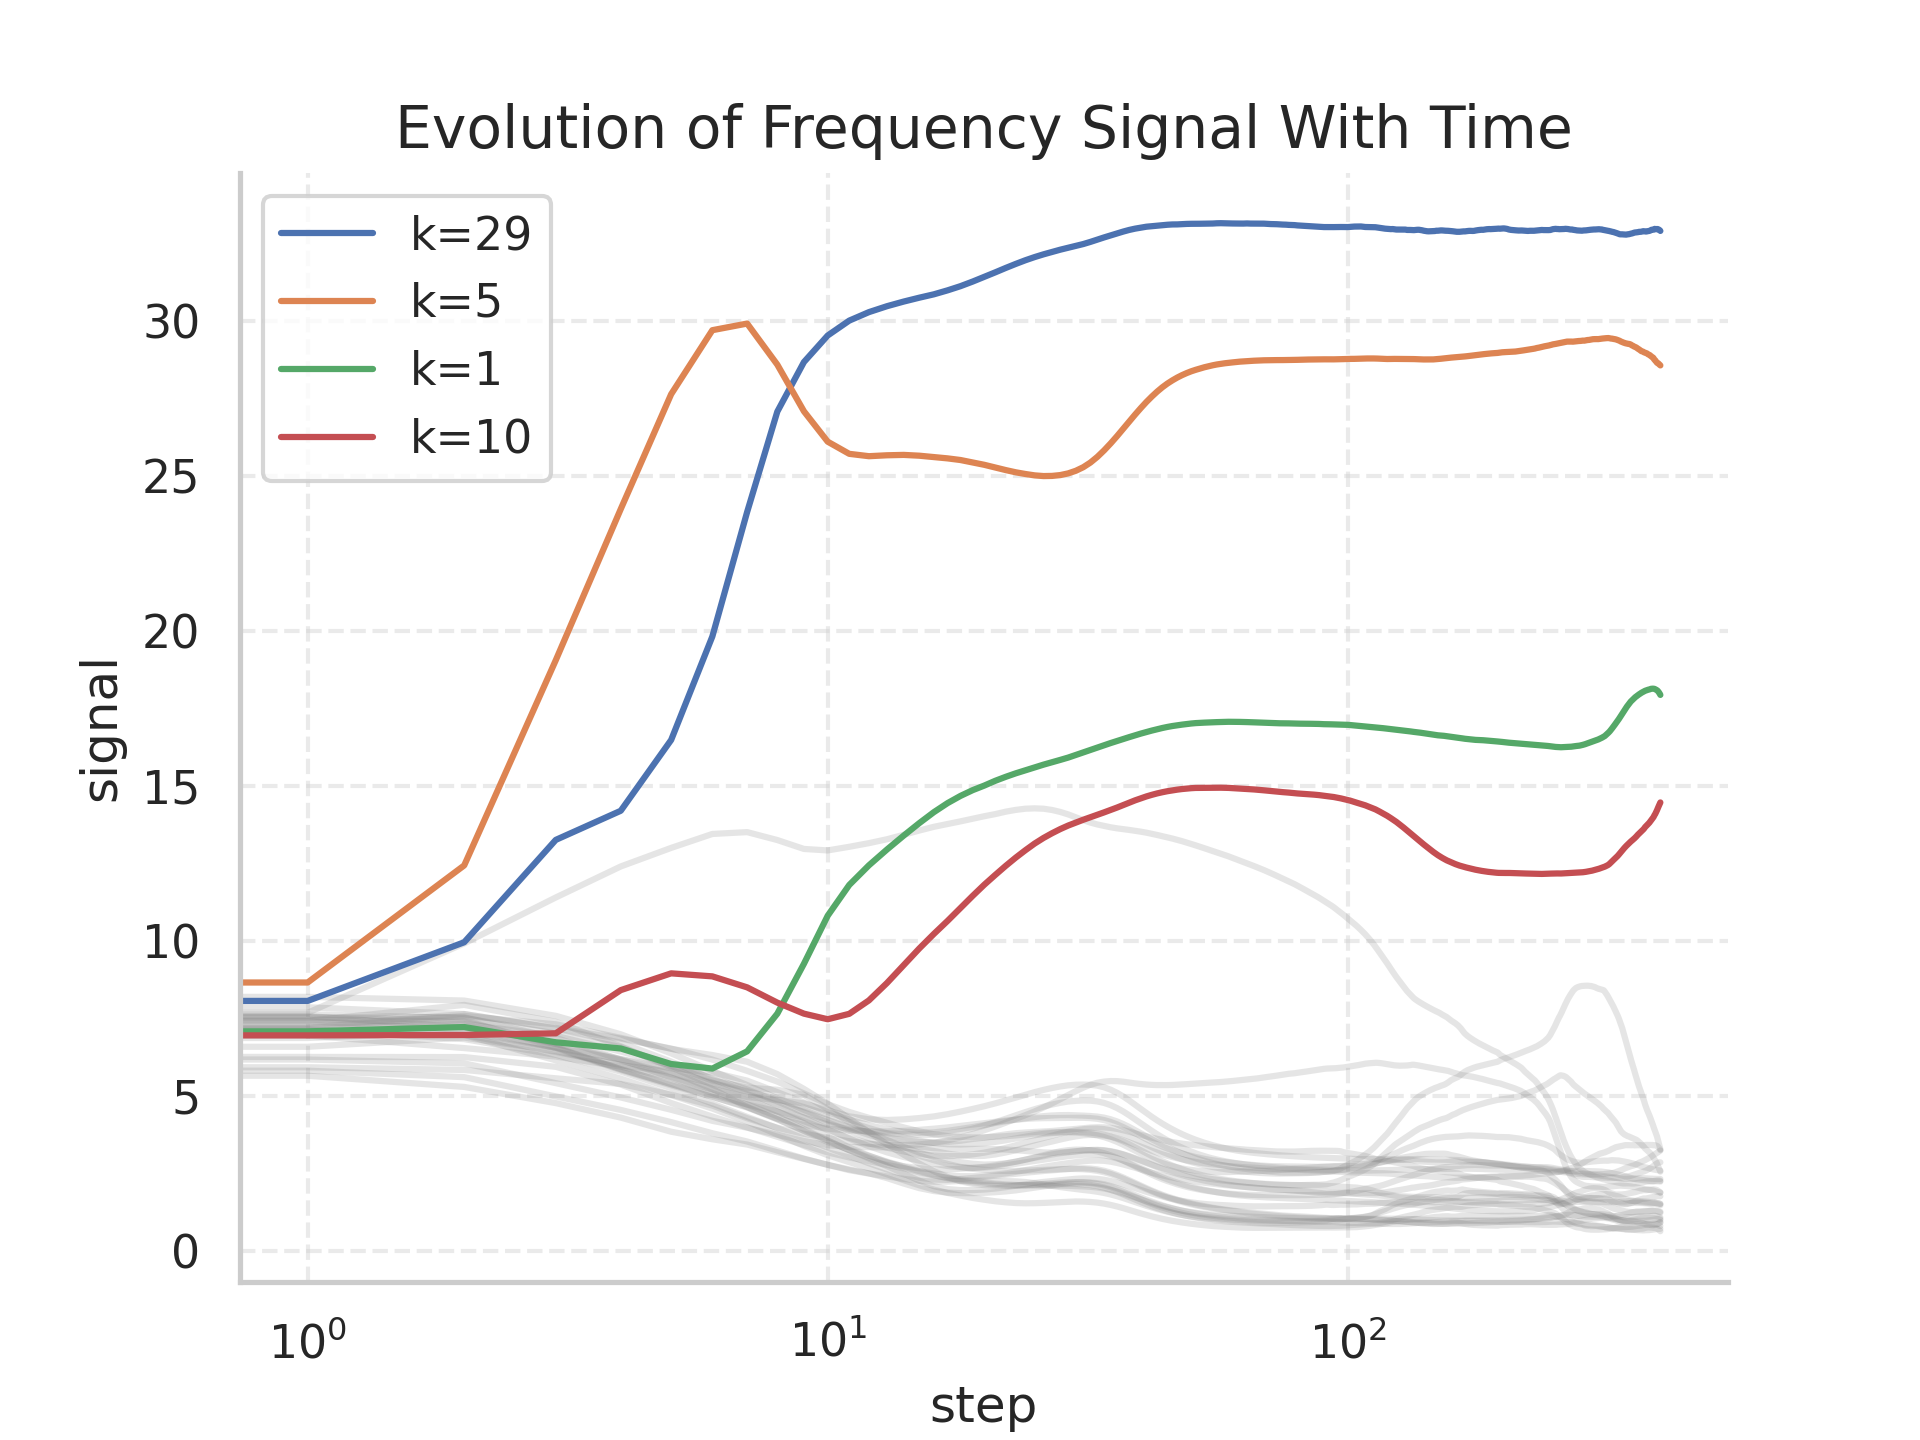 Evolution of Frequency Signal With Time
k=29
k=5
k=1
k=10
30
25
20
15
10
5
0
signal
10⁰
10¹
10²
step